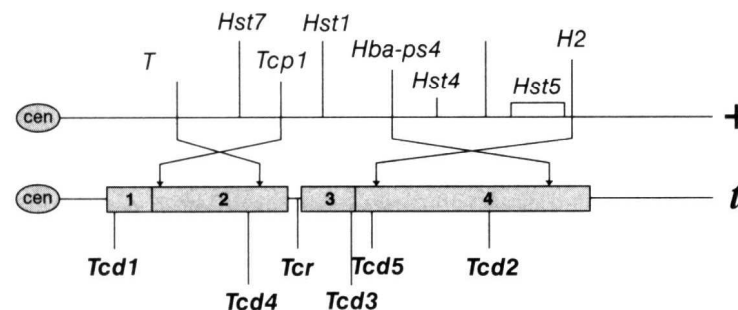 Hst7 Hst1
T Tcp1 Hba-ps4 H2
Hst4 Hst5
cen +
cen 1 2 3 4 t
Tcd1 Tcr Tcd5 Tcd2
Tcd4 Tcd3